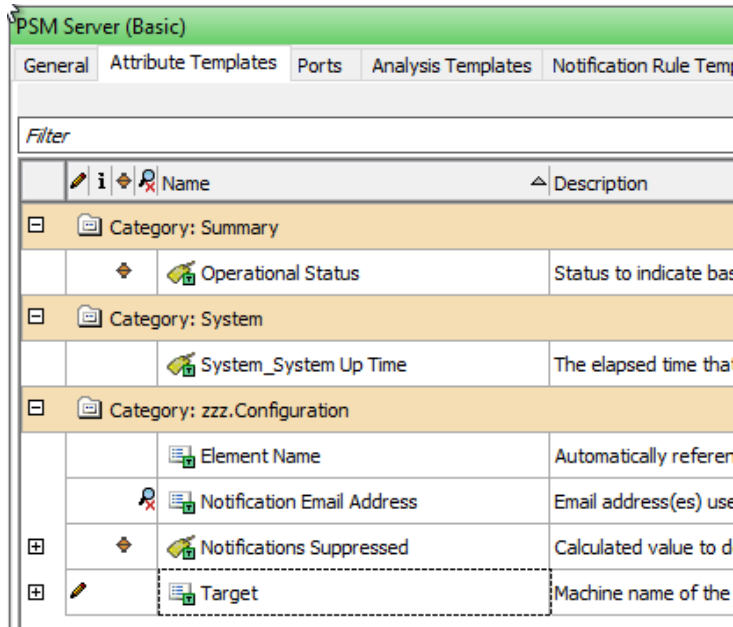 PSM Server (Basic)
General Attribute Templates Ports Analysis Templates Notification Rule Temp
Filter
Name Description
Category: Summary
Operational Status Status to indicate bas
Category: System
System_System Up Time The elapsed time that
Category: zzz.Configuration
Element Name Automatically referen
Notification Email Address Email address(es) use
Notifications Suppressed Calculated value to d
Target Machine name of the